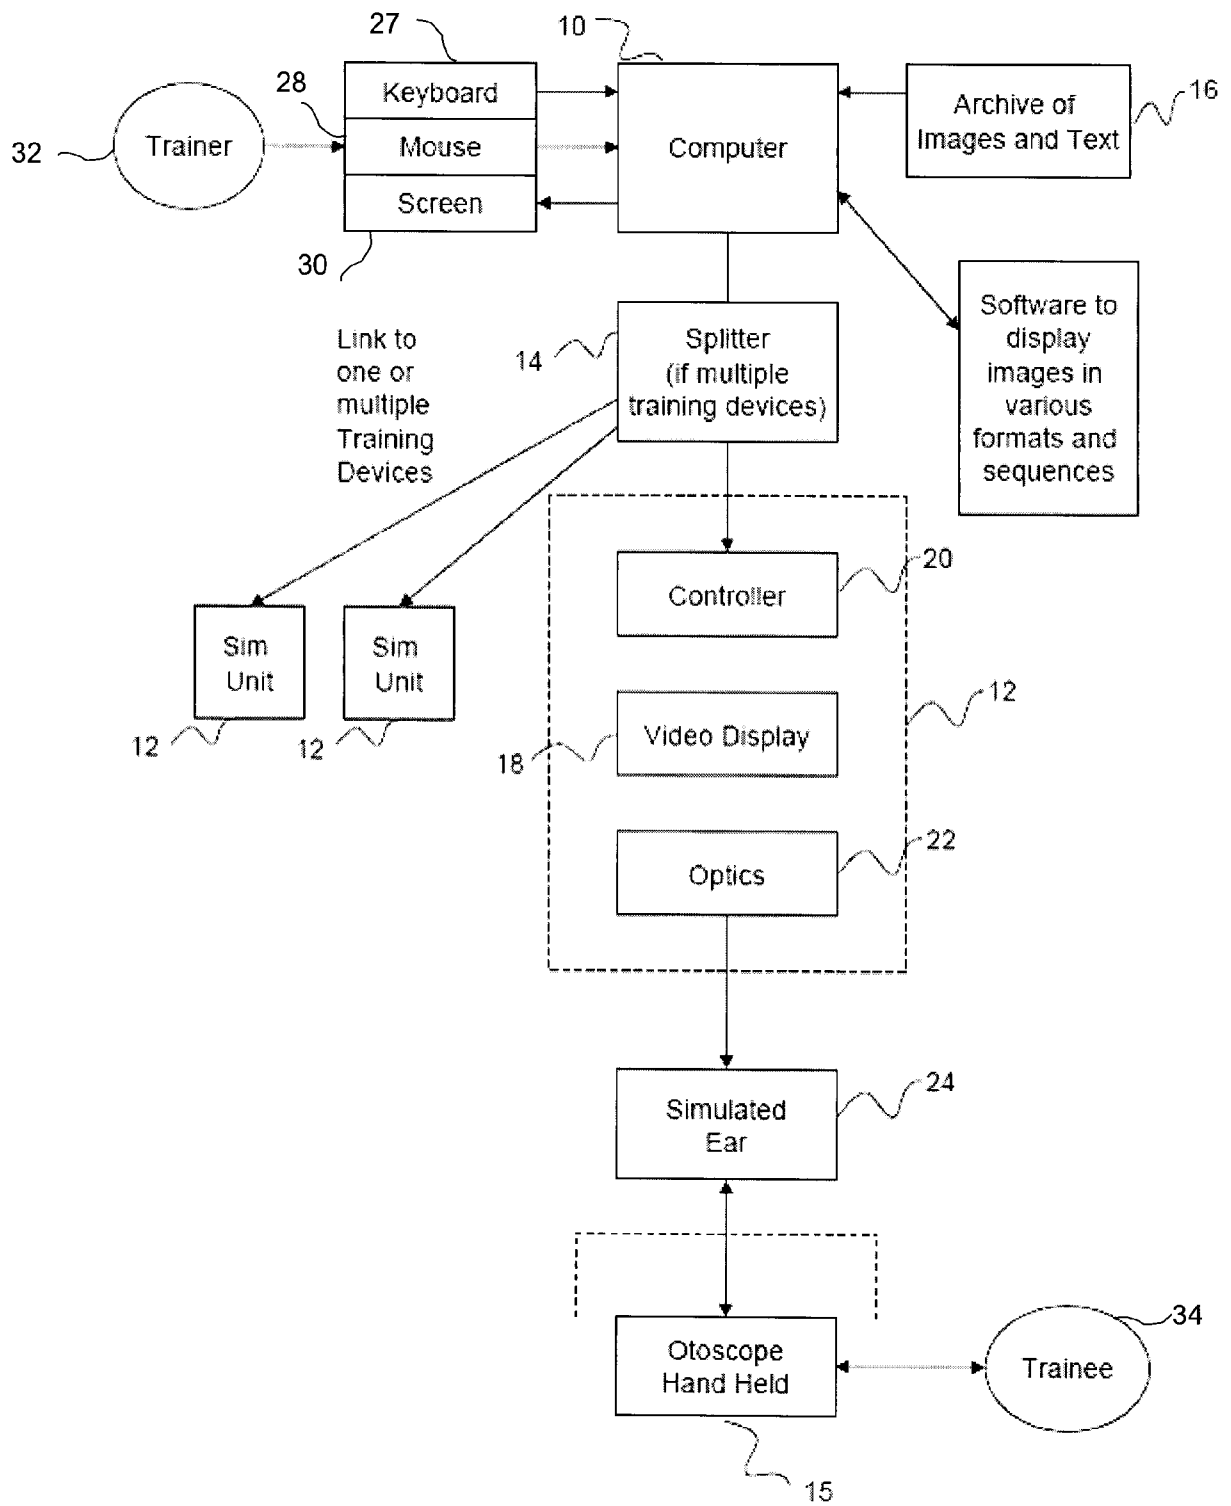 27
10
28
Keyboard
Mouse
Screen
Computer
Archive of
Images and Text
16
32
Trainer
30
Link to
one or
multiple
Training
Devices
14
Splitter
(if multiple
training devices)
Software to
display
images in
various
formats and
sequences
Controller
20
Sim
Unit
Sim
Unit
12
12
12
18
Video Display
Optics
22
Simulated
Ear
24
Otoscope
Hand Held
Trainee
34
15